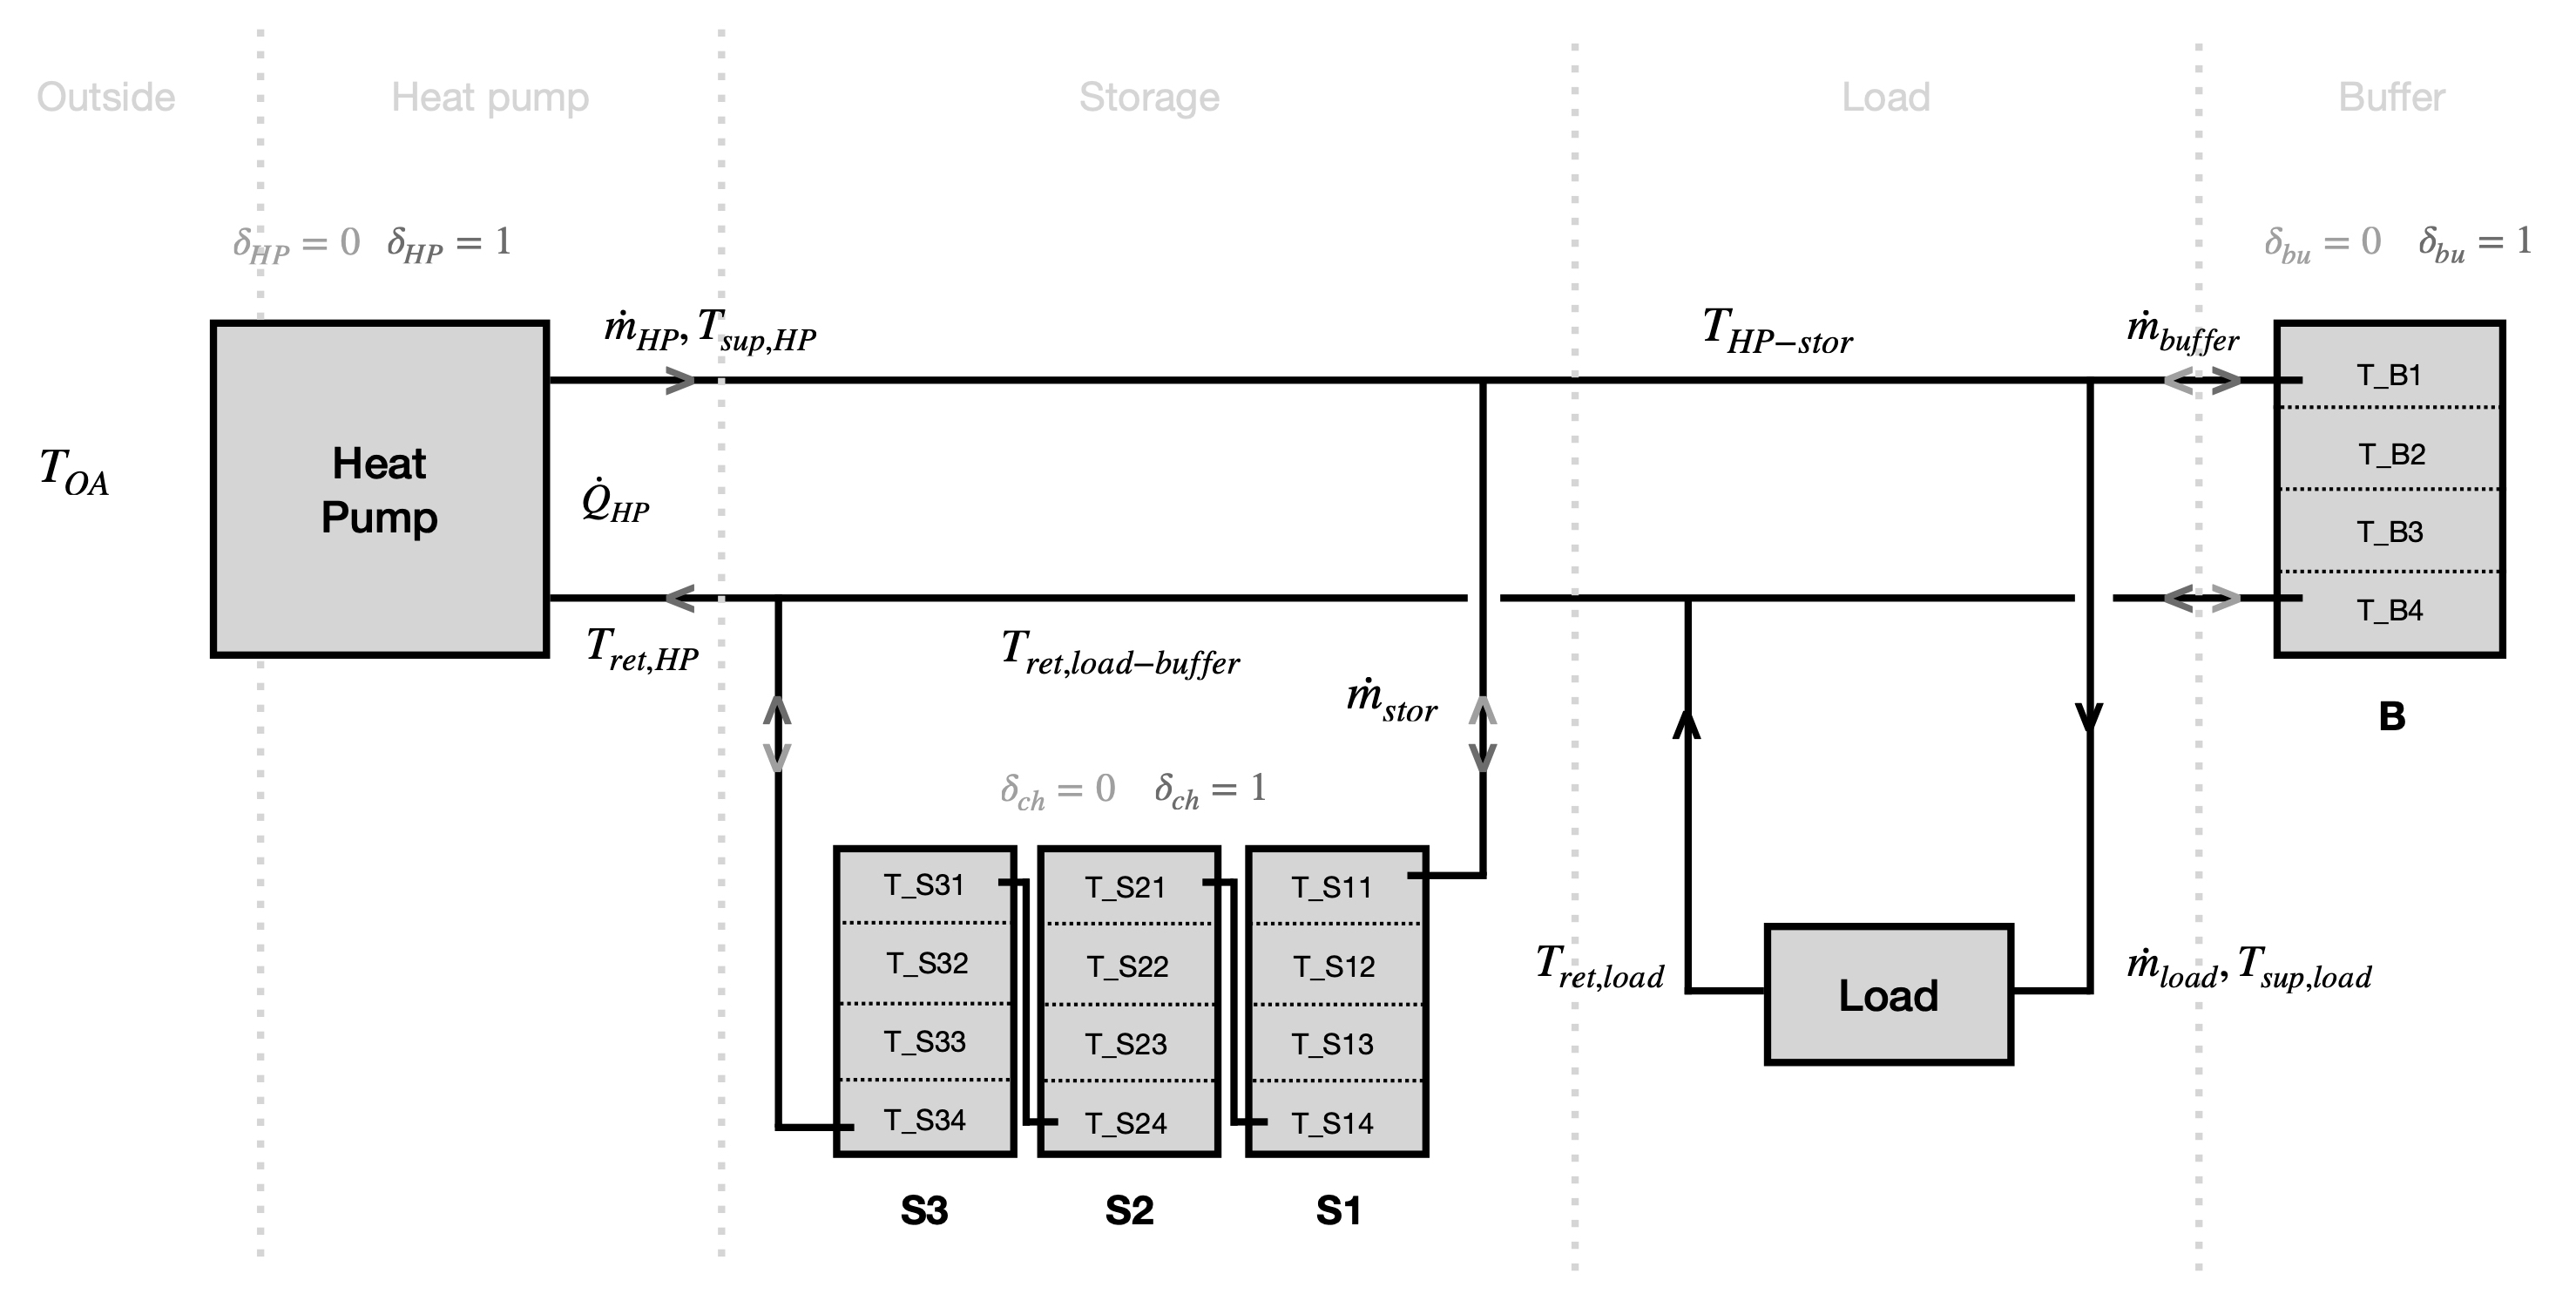 Outside
Heat pump
Storage
Load
Buffer
δ_HP = 0 δ_HP = 1
δ_bu = 0 δ_bu = 1
ṁ_HP, T_sup,HP
T_HP−stor
ṁ_buffer
T_OA
Heat
Pump
Q̇_HP
T_B1
T_B2
T_B3
T_B4
B
T_ret,HP
T_ret,load−buffer
ṁ_stor
δ_ch = 0 δ_ch = 1
T_S31
T_S32
T_S33
T_S34
S3
T_S21
T_S22
T_S23
T_S24
S2
T_S11
T_S12
T_S13
T_S14
S1
T_ret,load
Load
ṁ_load, T_sup,load